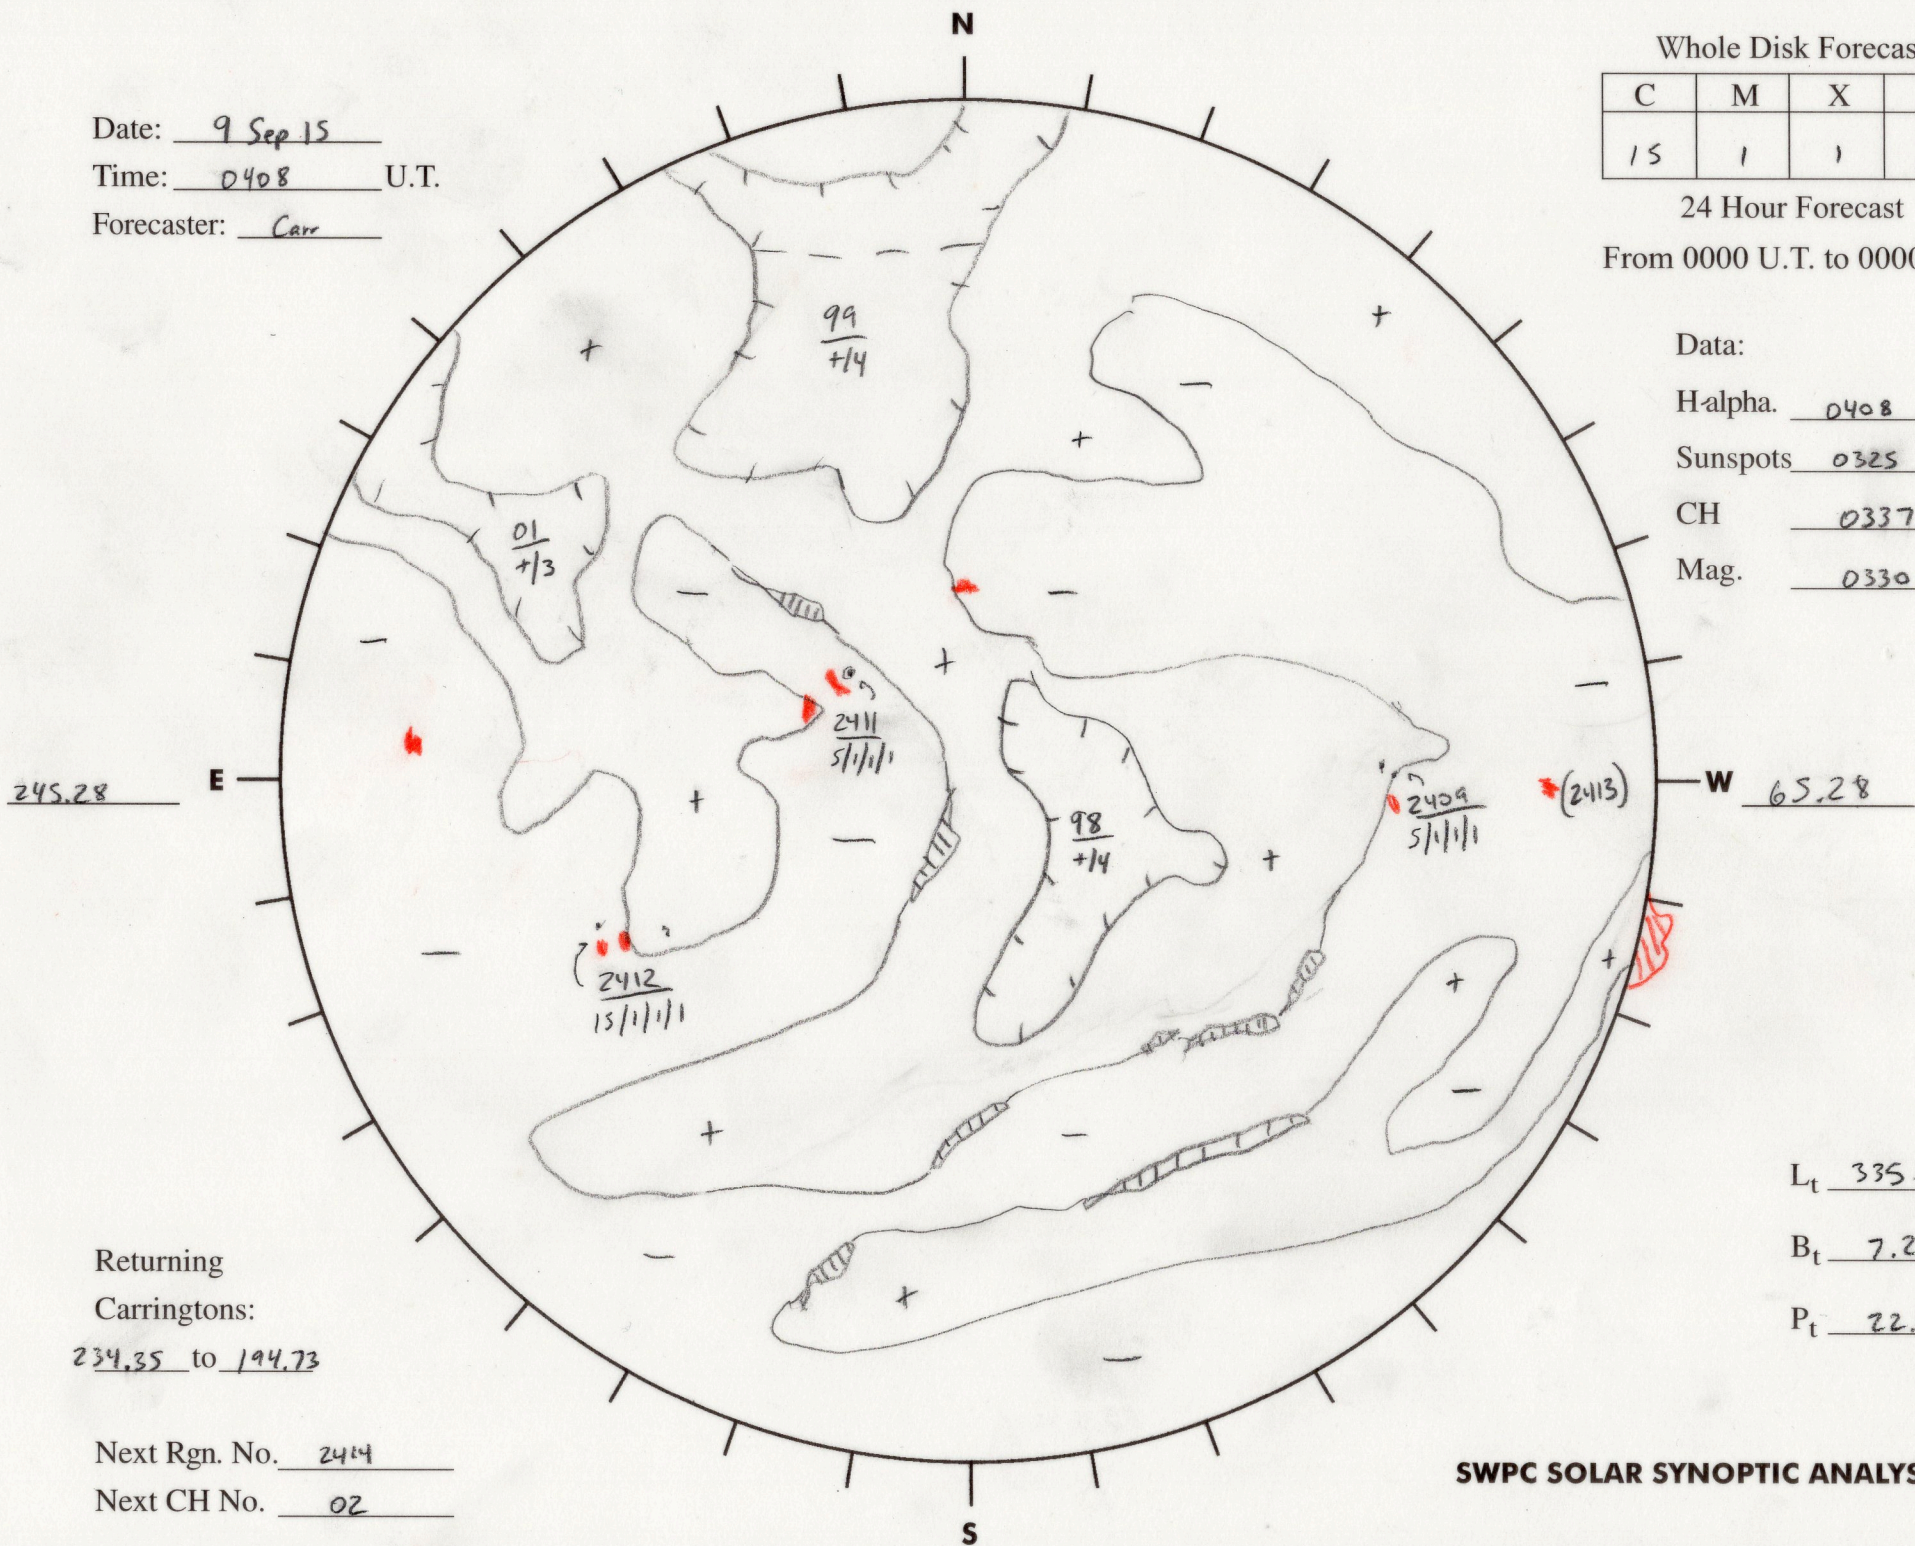 N
Whole Disk Forecas
C M X
15 1 1
24 Hour Forecast
From 0000 U.T. to 0000
Date: 9 Sep 15
Time: 0408 U.T.
Forecaster: Carr
Data:
H-alpha. 0408
Sunspots 0325
CH 0337
Mag. 0330
+
+
99
+/4
—
+
01
+/3
—
—
—
+
—
2411
5/1/1/1
245.28 E
W 65.28
(2413)
2409
5/1/1/1
+
—
98
+/4
+
—
2412
15/1/1/1
+
+
—
+
—
—
+
—
Lt 335
Bt 7.2
Pt 22.
Returning
Carringtons:
234.35 to 194.73
Next Rgn. No. 2414
Next CH No. 02
SWPC SOLAR SYNOPTIC ANALYS
S